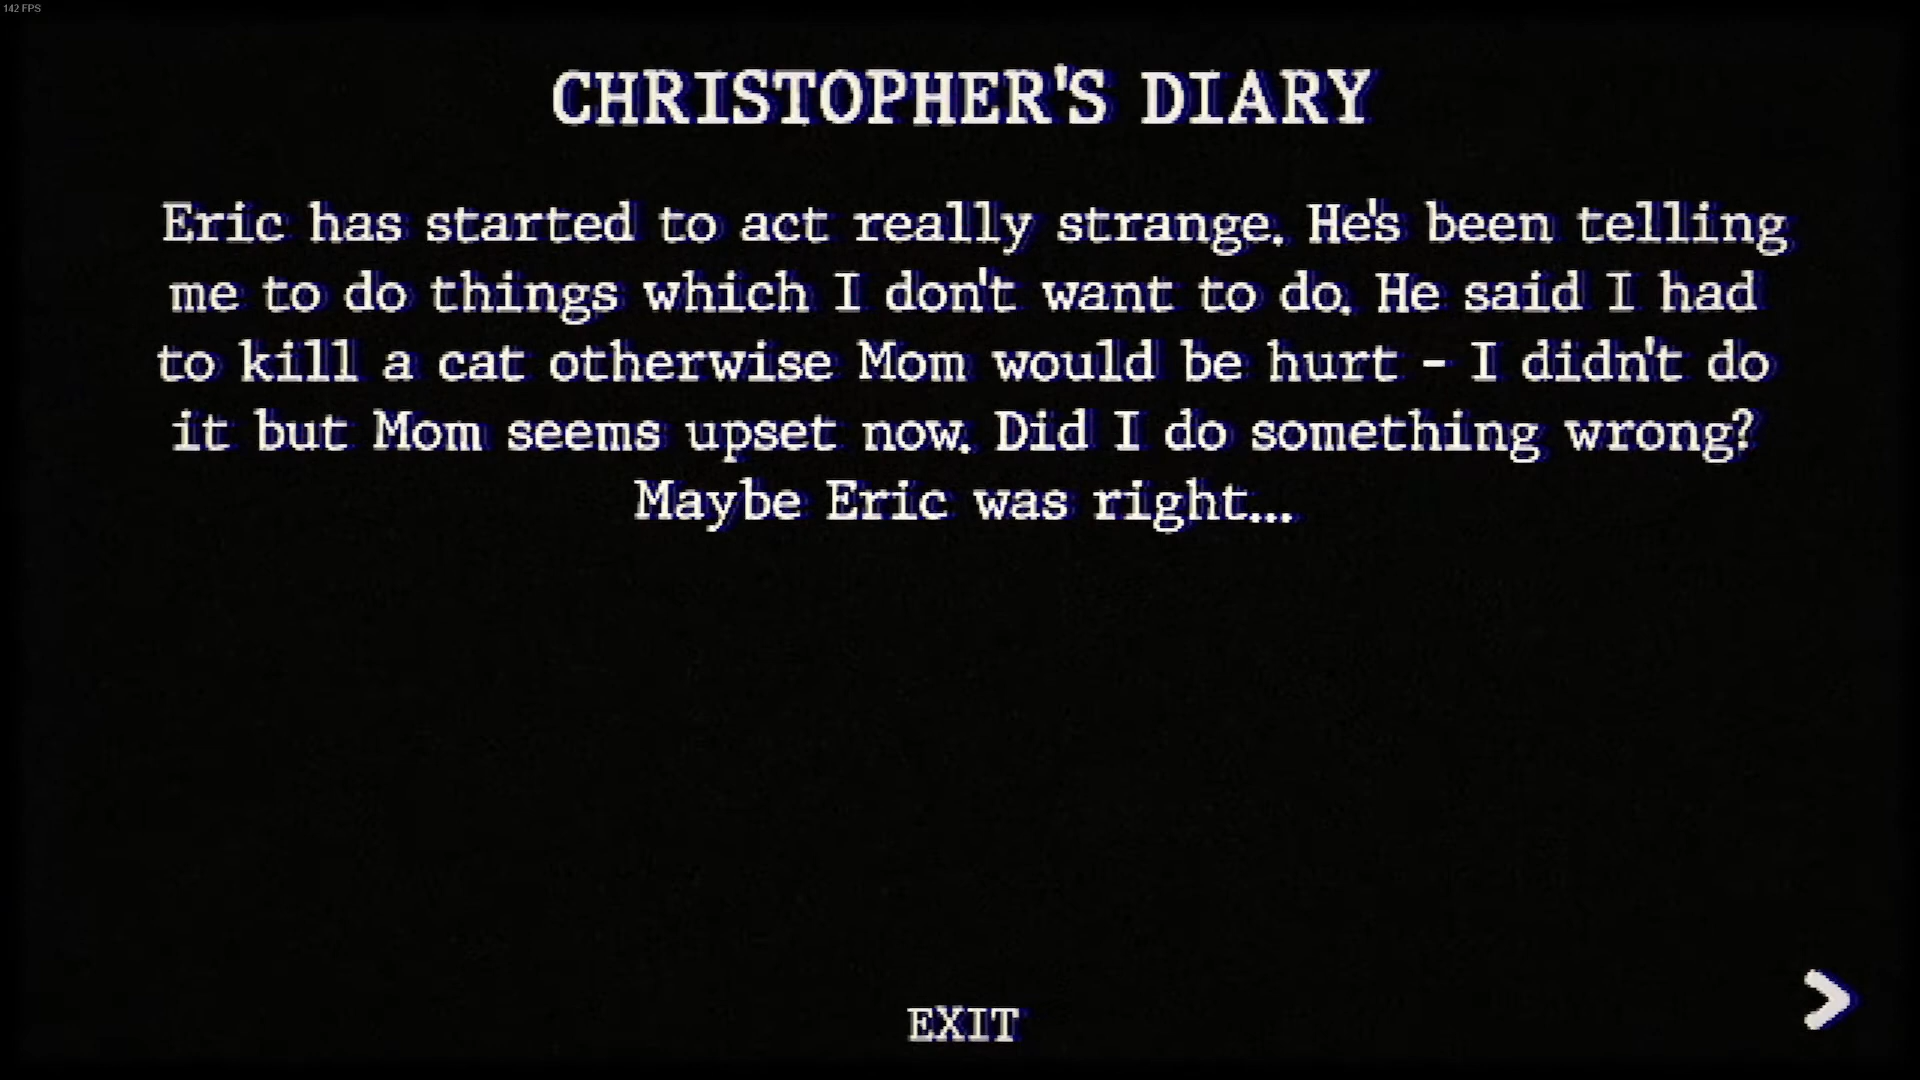 142 FPS
CHRISTOPHER'S DIARY
Eric has started to act really strange. He's been telling
me to do things which I don't want to do. He said I had
to kill a cat otherwise Mom would be hurt - I didn't do
it but Mom seems upset now. Did I do something wrong?
Maybe Eric was right...
EXIT